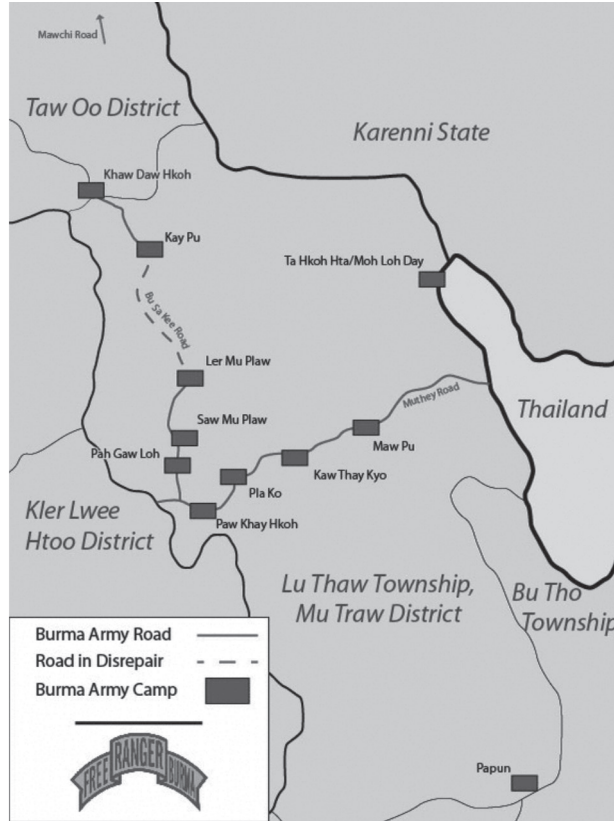 Mawchi Road
Taw Oo District
Karenni State
Khaw Daw Hkoh
Kay Pu
Ta Hkoh Hta/Moh Loh Day
Bu Sa Kee Road
Ler Mu Plaw
Muthey Road
Thailand
Saw Mu Plaw
Maw Pu
Pah Gaw Loh
Kaw Thay Kyo
Pla Ko
Kler Lwee
Htoo District
Paw Khay Hkoh
Lu Thaw Township,
Mu Traw District
Bu Tho
Township
Burma Army Road
Road in Disrepair
Burma Army Camp
FREE RANGER BURMA
Papun